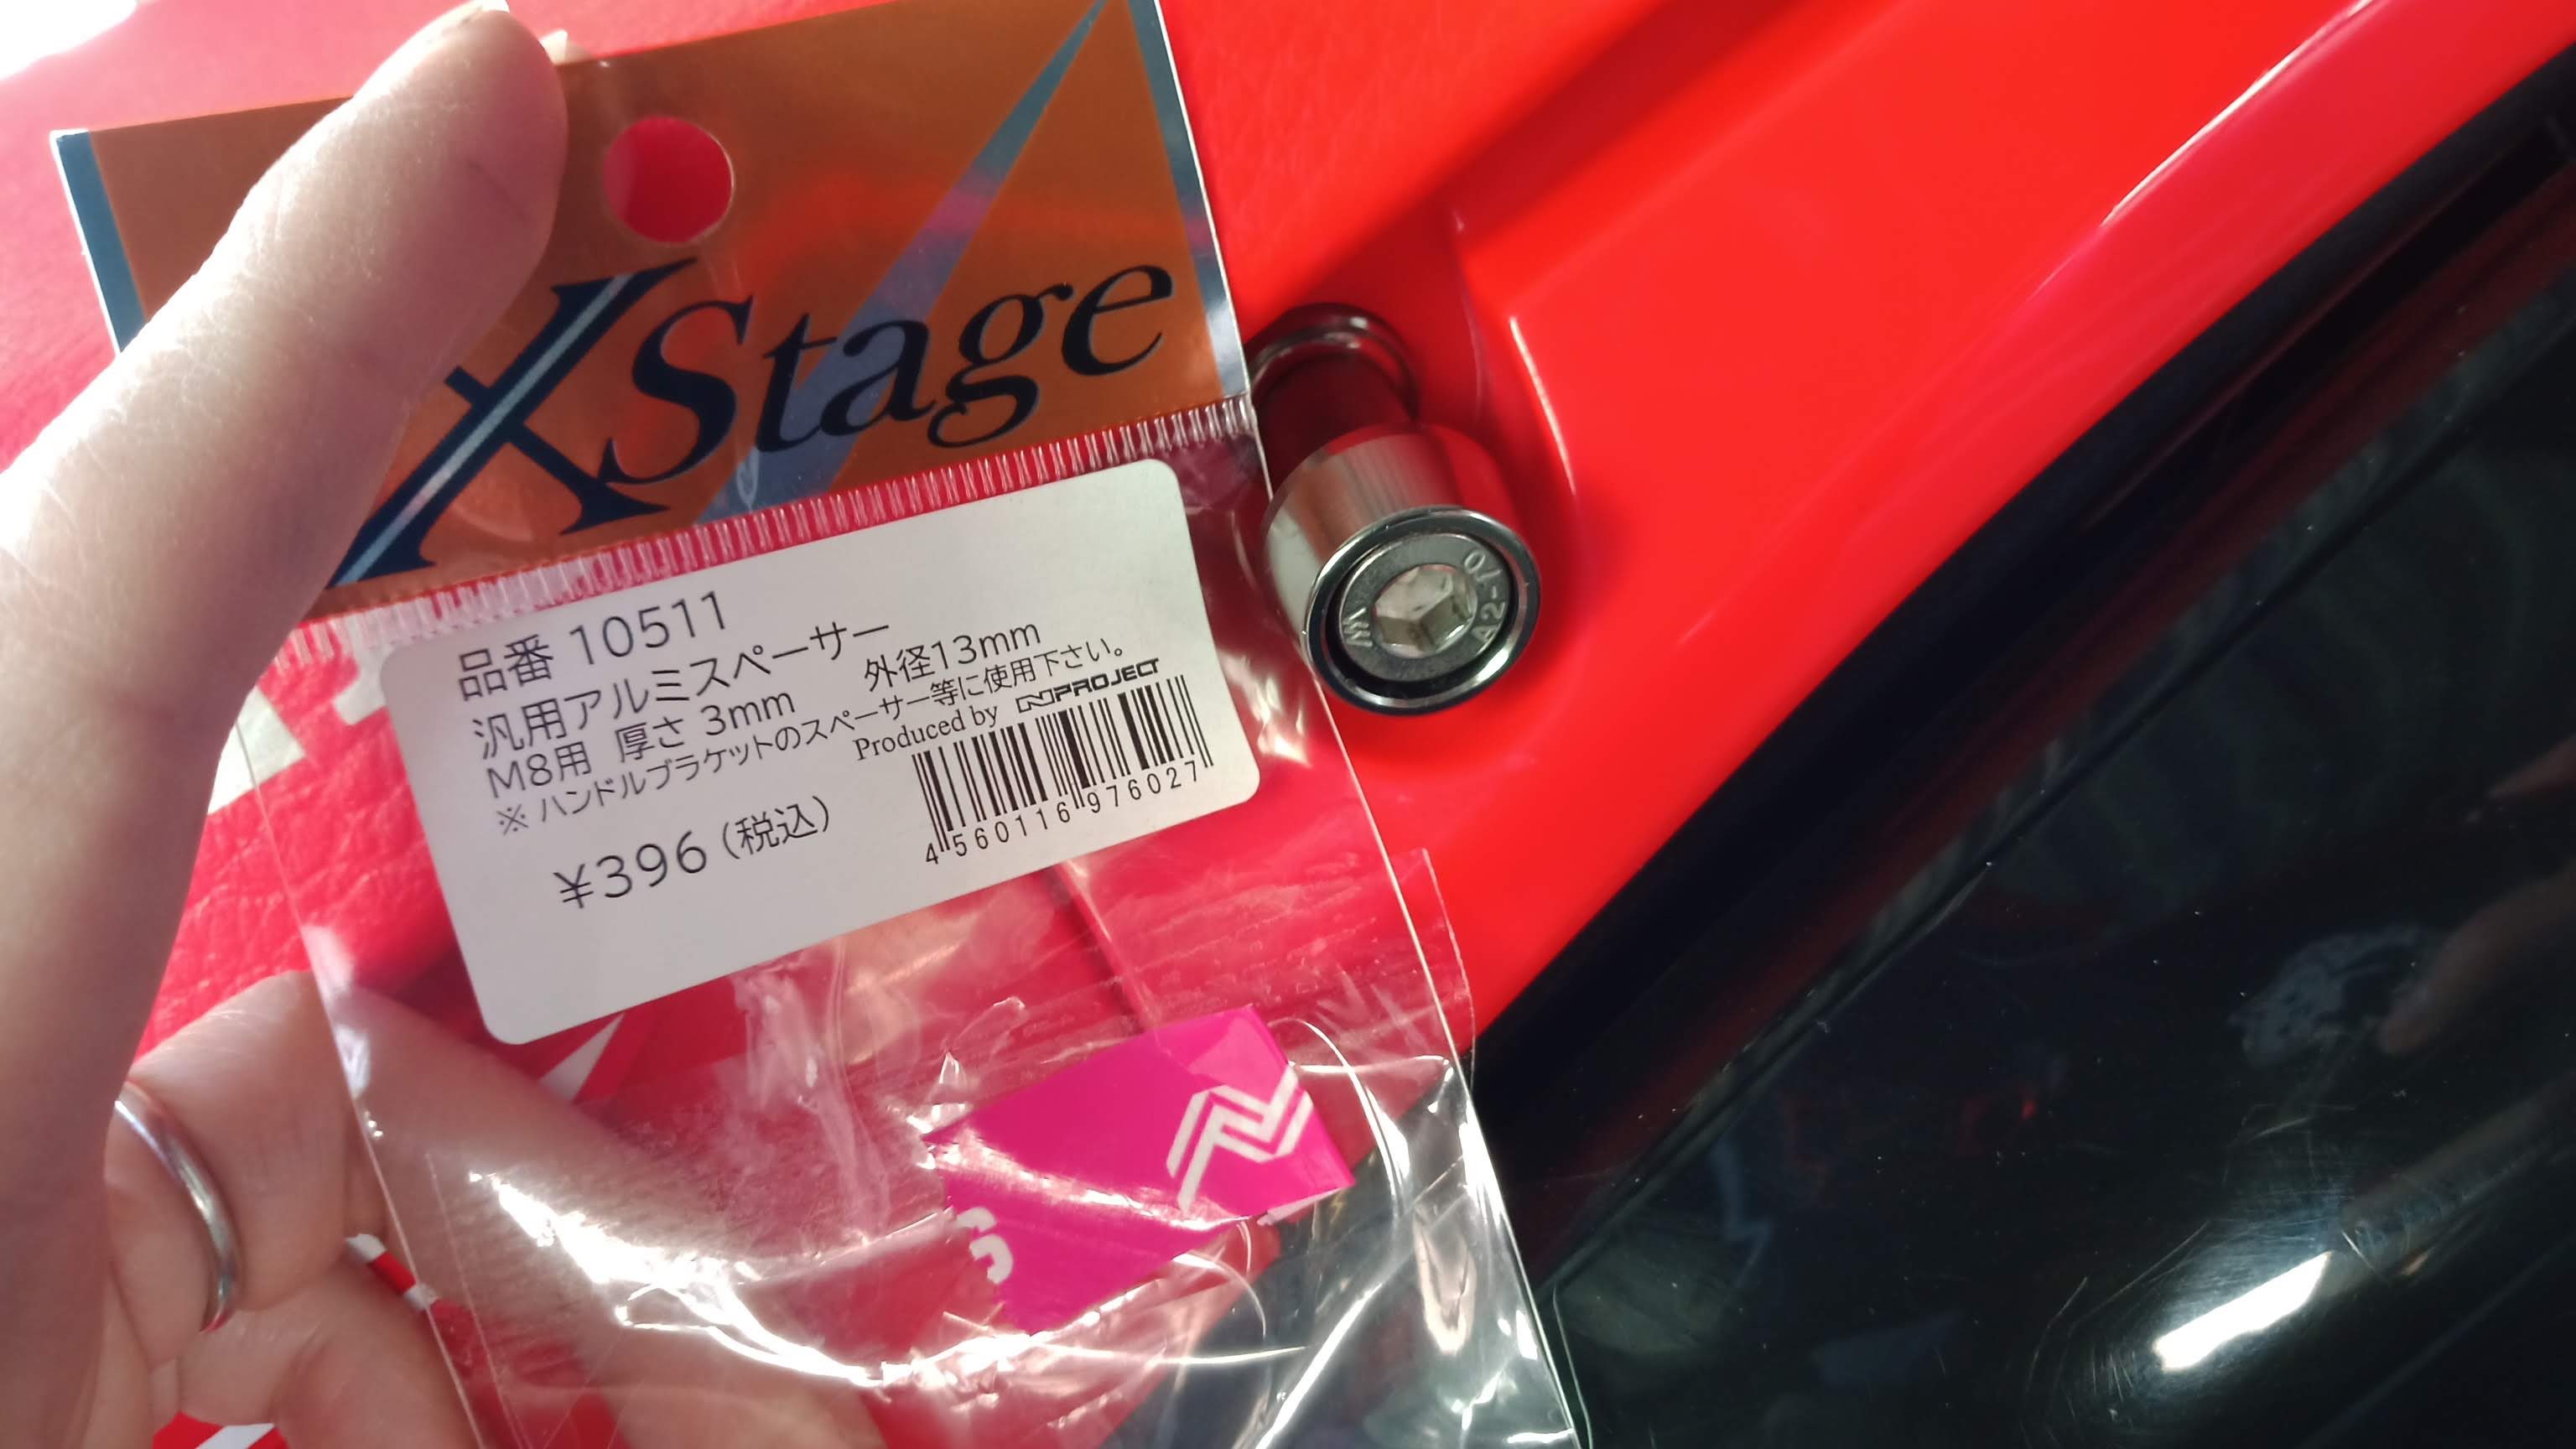 XStage
品番 10511
汎用アルミスペーサー
M8用 厚さ 3mm 外径13mm
※ ハンドルブラケットのスペーサー等に使用下さい。
Produced by NPROJECT
¥396(税込)
4560116976027
A2-70